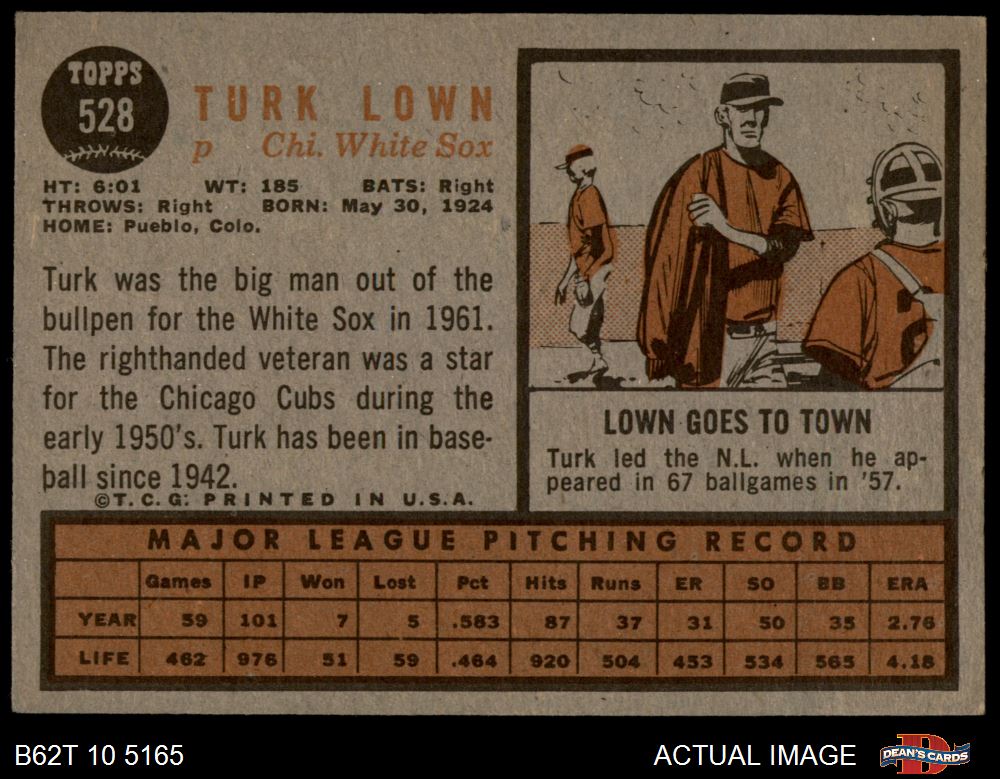 TOPPS
528
TURK LOWN
p Chi. White Sox
HT: 6:01 WT: 185 BATS: Right
THROWS: Right BORN: May 30, 1924
HOME: Pueblo, Colo.
Turk was the big man out of the
bullpen for the White Sox in 1961.
The righthanded veteran was a star
for the Chicago Cubs during the
early 1950's. Turk has been in base-
ball since 1942.
©T.C.G. PRINTED IN U.S.A.
LOWN GOES TO TOWN
Turk led the N.L. when he ap-
peared in 67 ballgames in '57.
MAJOR LEAGUE PITCHING RECORD
Games IP Won Lost Pct Hits Runs ER SO BB ERA
YEAR 59 101 7 5 .583 87 37 31 50 35 2.76
LIFE 462 976 51 59 .464 920 504 453 534 565 4.18
B62T 10 5165
ACTUAL IMAGE
DEAN'S CARDS